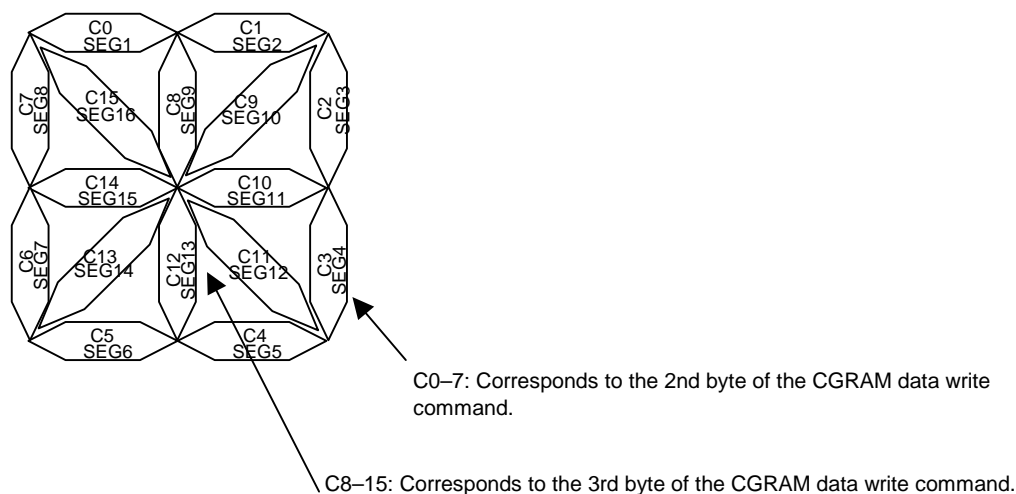 C0
SEG1
C1
SEG2
C7
SEG8
C15
SEG16
C8
SEG9
C9
SEG10
C2
SEG3
C14
SEG15
C10
SEG11
C6
SEG7
C13
SEG14
C12
SEG13
C11
SEG12
C3
SEG4
C5
SEG6
C4
SEG5
C0–7: Corresponds to the 2nd byte of the CGRAM data write
command.
C8–15: Corresponds to the 3rd byte of the CGRAM data write command.